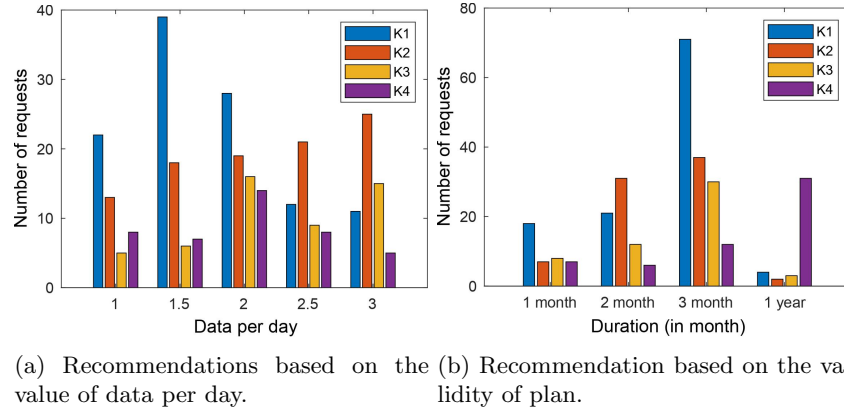 40
30
20
10
0
Number of requests
K1
K2
K3
K4
1 1.5 2 2.5 3
Data per day
(a) Recommendations based on the
value of data per day.
80
60
40
20
0
Number of requests
K1
K2
K3
K4
1 month 2 month 3 month 1 year
Duration (in month)
(b) Recommendation based on the va-
lidity of plan.